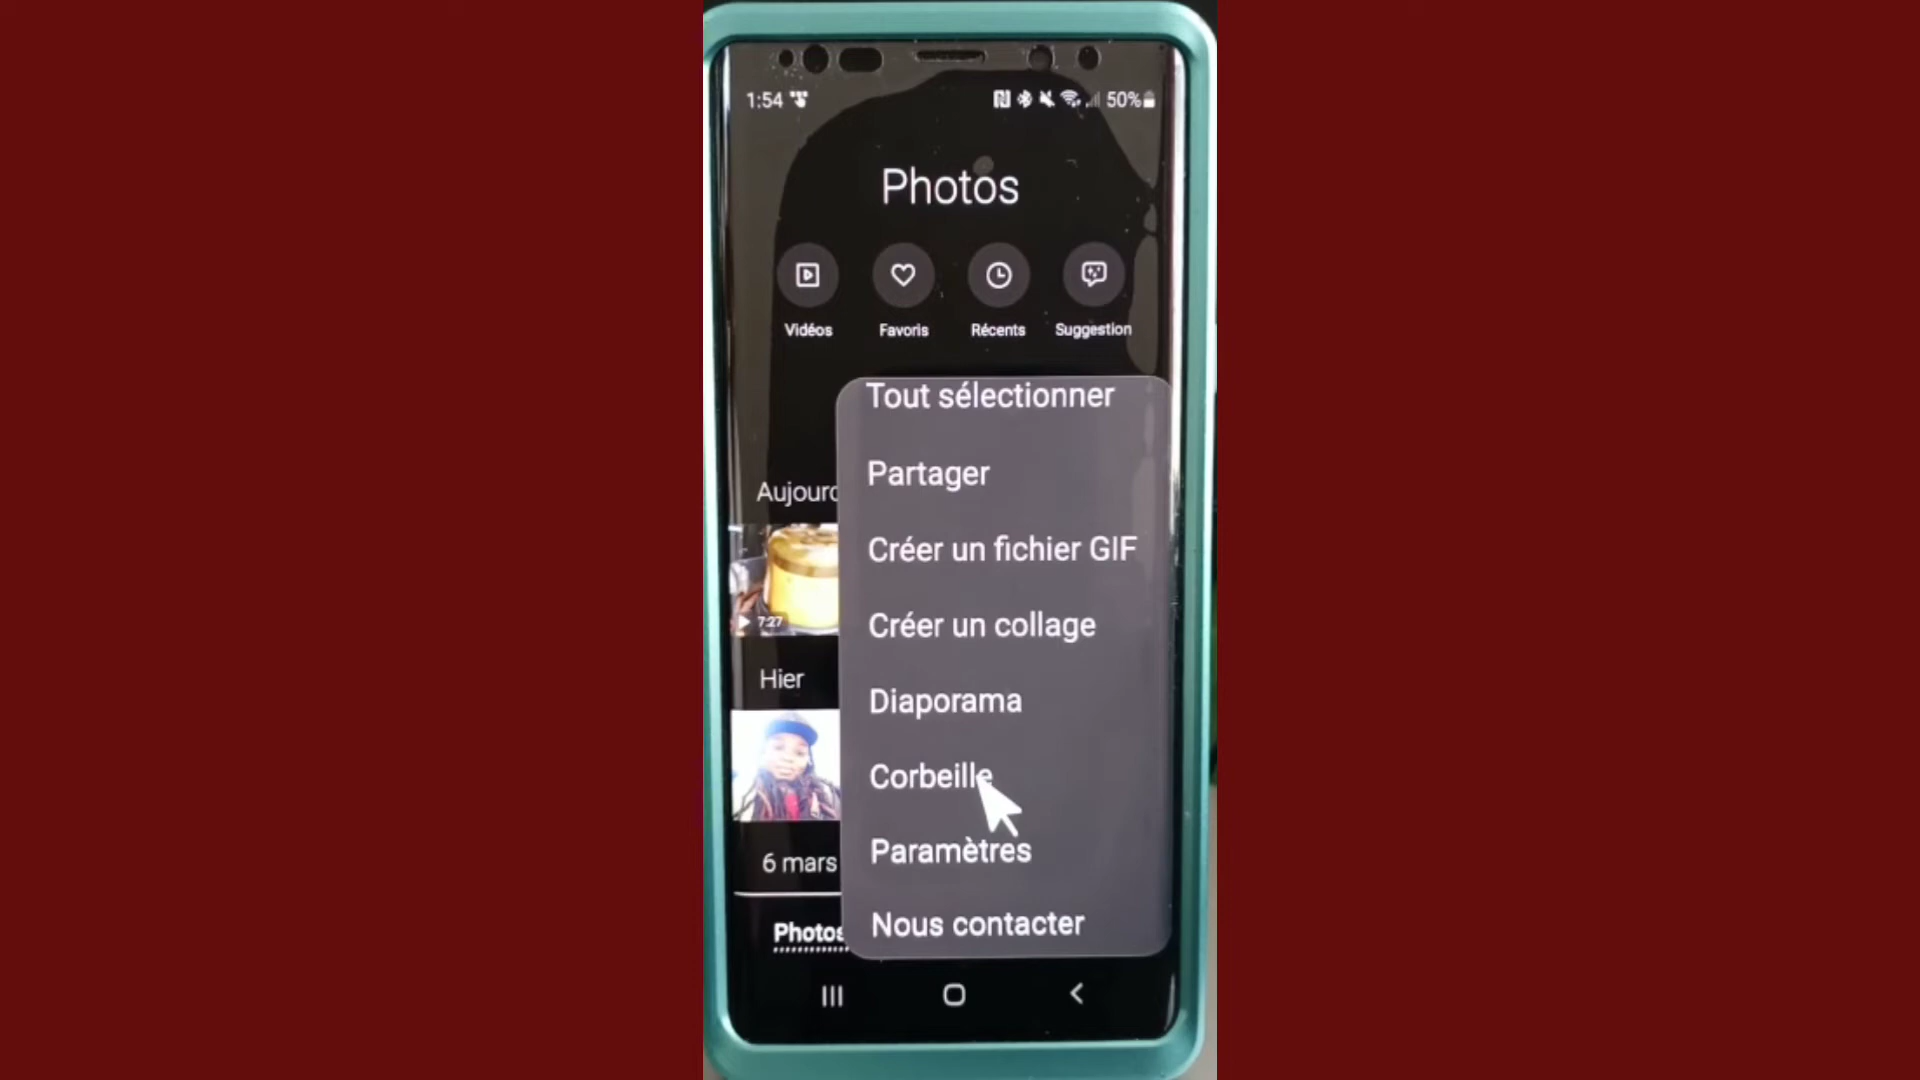 1:54 50%
Photos
Vidéos Favoris Récents Suggestion
Tout sélectionner
Partager
Aujourd
Créer un fichier GIF
7:27
Créer un collage
Hier
Diaporama
Corbeille
Paramètres
6 mars
Nous contacter
Photos